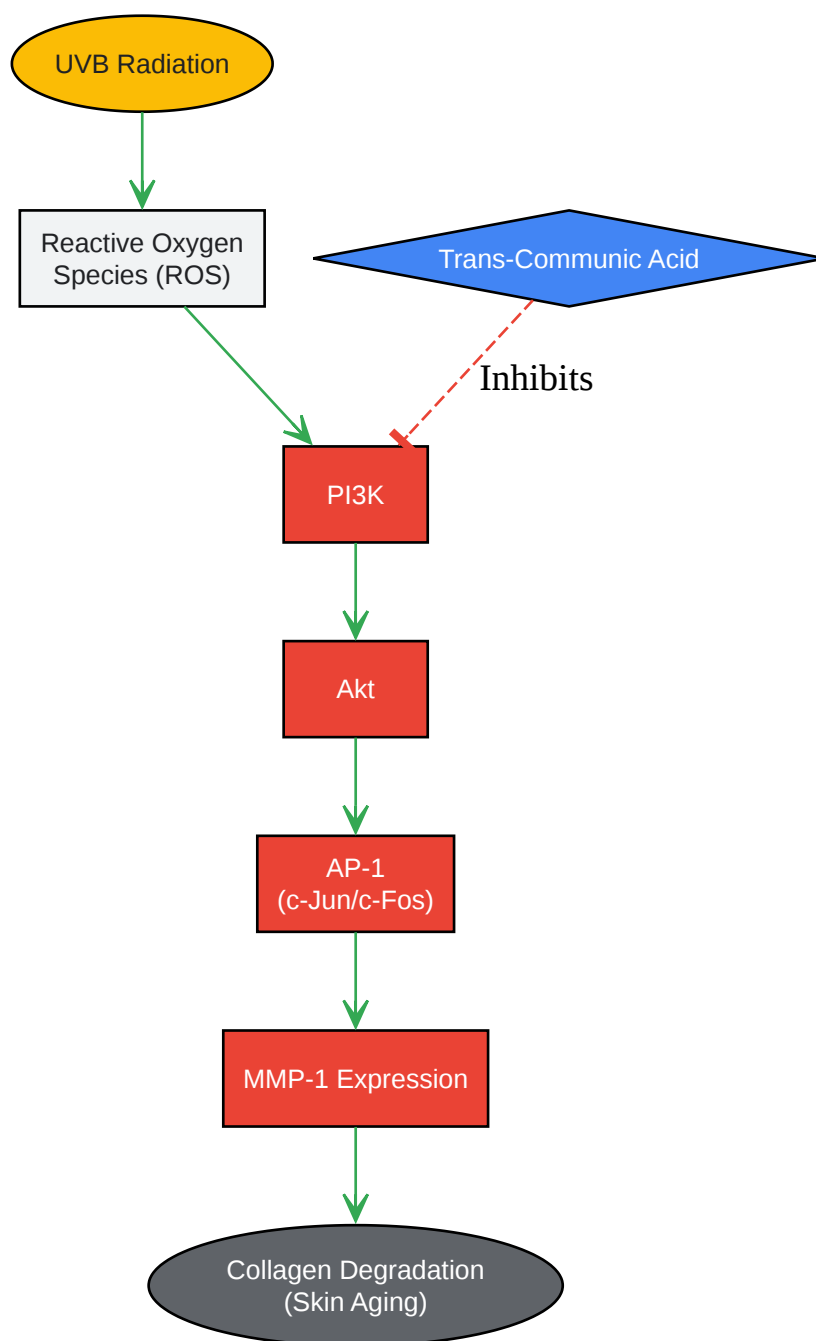 UVB Radiation
Reactive Oxygen
Species (ROS)
Trans-Communic Acid
Inhibits
PI3K
Akt
AP-1
(c-Jun/c-Fos)
MMP-1 Expression
Collagen Degradation
(Skin Aging)